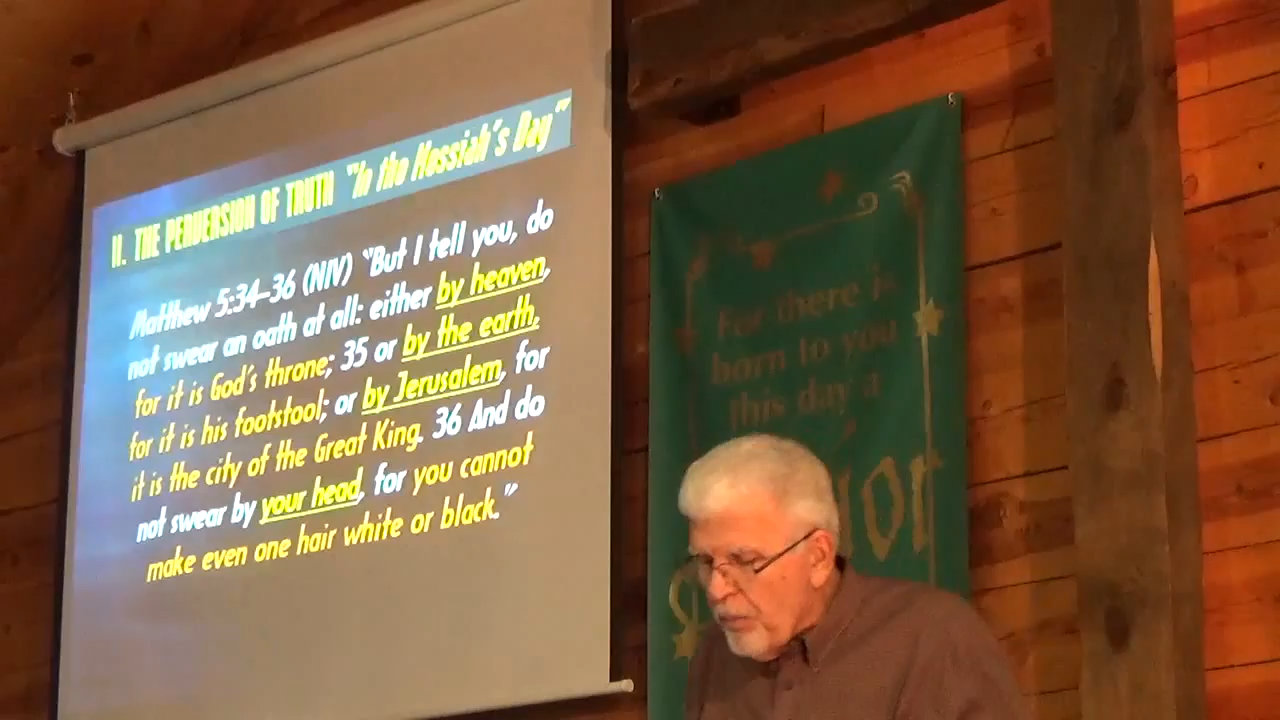 II. THE PERVERSION OF TRUTH "In the Messiah's Day"
Matthew 5:34–36 (NIV) "But I tell you, do
not swear an oath at all: either by heaven,
for it is God's throne; 35 or by the earth,
for it is his footstool; or by Jerusalem, for
it is the city of the Great King. 36 And do
not swear by your head, for you cannot
make even one hair white or black."
For there is
born to you
this day a